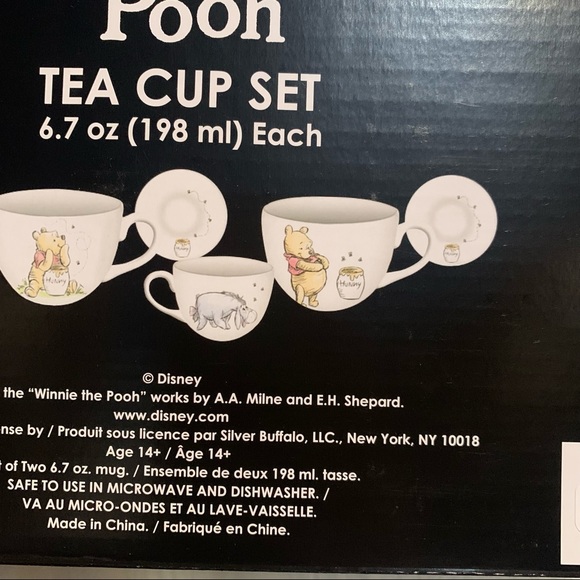 Pooh
TEA CUP SET
6.7 oz (198 ml) Each
Hunny
Hunny
© Disney
the “Winnie the Pooh” works by A.A. Milne and E.H. Shepard.
www.disney.com
nse by / Produit sous licence par Silver Buffalo, LLC., New York, NY 10018
Age 14+ / Âge 14+
of Two 6.7 oz. mug. / Ensemble de deux 198 ml. tasse.
SAFE TO USE IN MICROWAVE AND DISHWASHER. /
VA AU MICRO-ONDES ET AU LAVE-VAISSELLE.
Made in China. / Fabriqué en Chine.